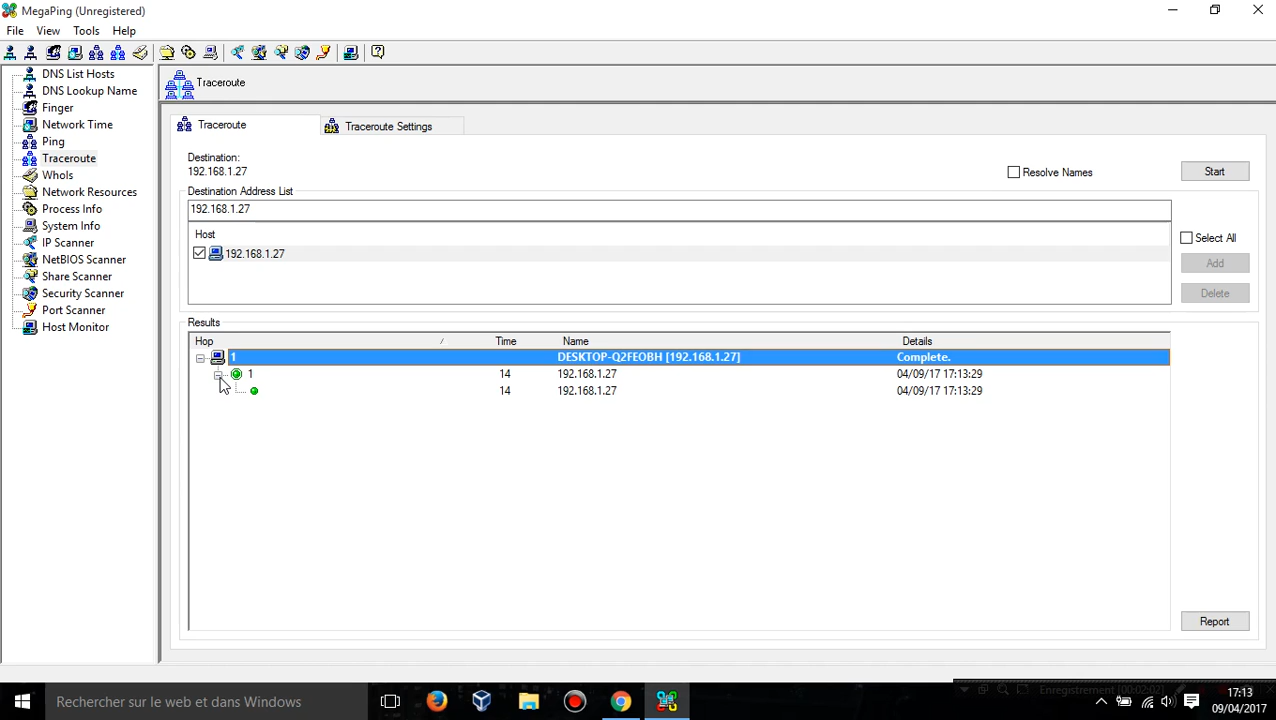 MegaPing (Unregistered)
File View Tools Help
DNS List Hosts
DNS Lookup Name
Finger
Network Time
Ping
Traceroute
WhoIs
Network Resources
Process Info
System Info
IP Scanner
NetBIOS Scanner
Share Scanner
Security Scanner
Port Scanner
Host Monitor
Traceroute
Traceroute Traceroute Settings
Destination:
192.168.1.27
Resolve Names Start
Destination Address List
192.168.1.27
Host
192.168.1.27
Select All
Add
Delete
Results
Hop Time Name Details
1 DESKTOP-Q2FEOBH [192.168.1.27] Complete.
1 14 192.168.1.27 04/09/17 17:13:29
14 192.168.1.27 04/09/17 17:13:29
Report
Enregistrement [00:02:02]
Rechercher sur le web et dans Windows
17:13
09/04/2017